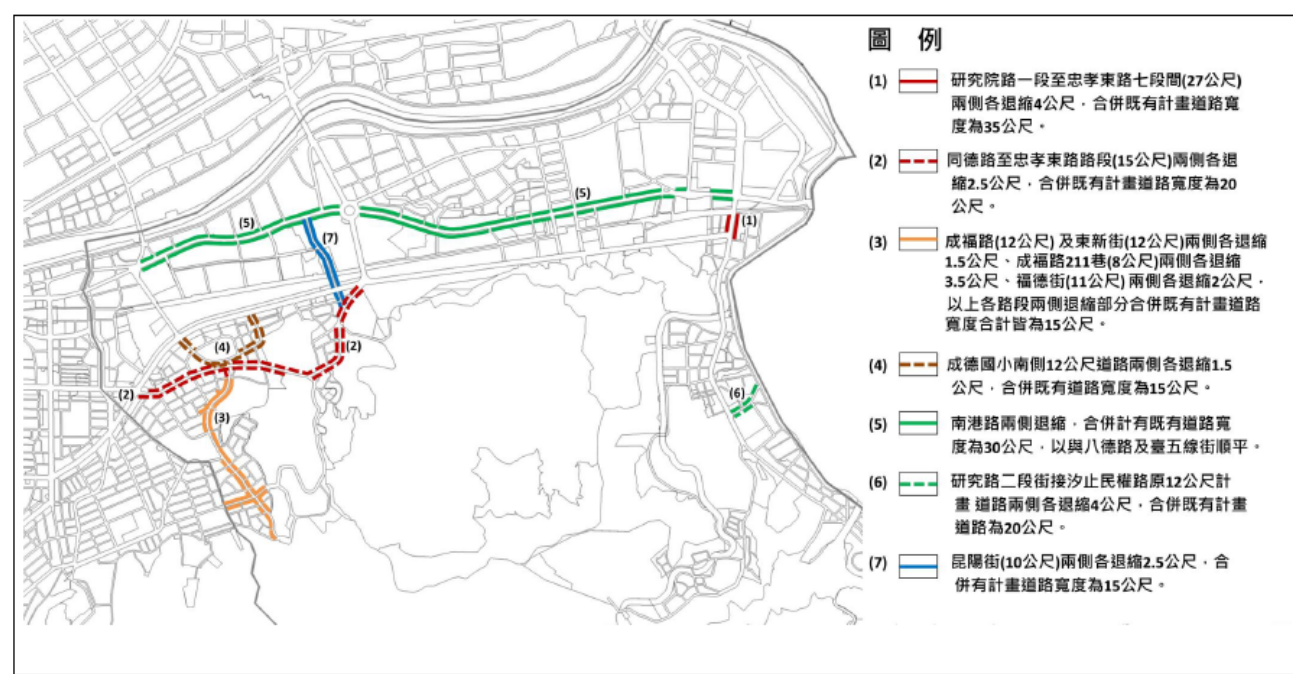 圖 例
(1) 研究院路一段至忠孝東路七段間(27公尺)
兩側各退縮4公尺，合併既有計畫道路寬
度為35公尺。
(2) 同德路至忠孝東路路段(15公尺)兩側各退
縮2.5公尺，合併既有計畫道路寬度為20
公尺。
(3) 成福路(12公尺) 及東新街(12公尺)兩側各退縮
1.5公尺、成福路211巷(8公尺)兩側各退縮
3.5公尺、福德街(11公尺) 兩側各退縮2公尺，
以上各路段兩側退縮部分合併既有計畫道路
寬度合計皆為15公尺。
(4) 成德國小南側12公尺道路兩側各退縮1.5
公尺，合併既有道路寬度為15公尺。
(5) 南港路兩側退縮，合併計有既有道路寬
度為30公尺，以與八德路及臺五線街順平。
(6) 研究路二段街接汐止民權路原12公尺計
畫 道路兩側各退縮4公尺，合併既有計畫
道路為20公尺。
(7) 昆陽街(10公尺)兩側各退縮2.5公尺，合
併有計畫道路寬度為15公尺。
(5)
(1)
(5)
(7)
(4)
(2)
(2)
(6)
(3)